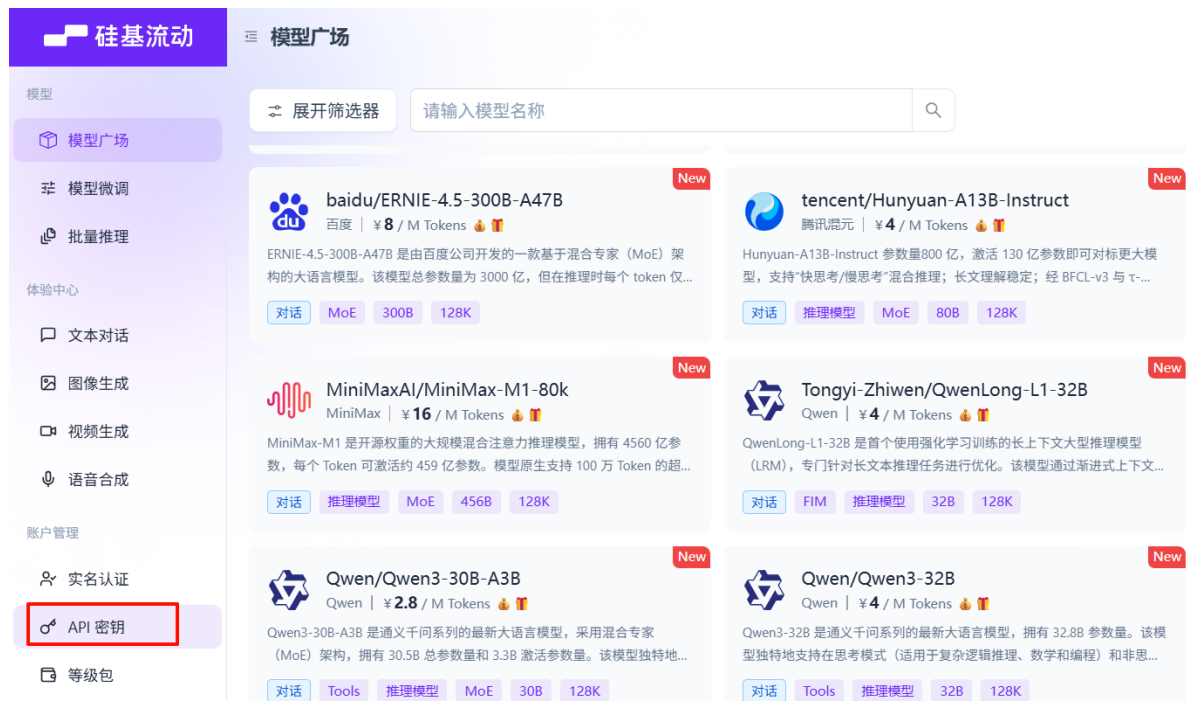 硅基流动
模型
模型广场
模型微调
批量推理
体验中心
文本对话
图像生成
视频生成
语音合成
账户管理
实名认证
API 密钥
等级包
模型广场
展开筛选器
请输入模型名称
New
baidu/ERNIE-4.5-300B-A47B
百度 | ¥ 8 / M Tokens
ERNIE-4.5-300B-A47B 是由百度公司开发的一款基于混合专家（MoE）架
构的大语言模型。该模型总参数量为 3000 亿，但在推理时每个 token 仅...
对话 MoE 300B 128K
New
tencent/Hunyuan-A13B-Instruct
腾讯混元 | ¥ 4 / M Tokens
Hunyuan-A13B-Instruct 参数量800 亿，激活 130 亿参数即可对标更大模
型，支持“快思考/慢思考”混合推理；长文理解稳定；经 BFCL-v3 与 τ-...
对话 推理模型 MoE 80B 128K
New
MiniMaxAI/MiniMax-M1-80k
MiniMax | ¥ 16 / M Tokens
MiniMax-M1 是开源权重的大规模混合注意力推理模型，拥有 4560 亿参
数，每个 Token 可激活约 459 亿参数。模型原生支持 100 万 Token 的超...
对话 推理模型 MoE 456B 128K
New
Tongyi-Zhiwen/QwenLong-L1-32B
Qwen | ¥ 4 / M Tokens
QwenLong-L1-32B 是首个使用强化学习训练的长上下文大型推理模型
（LRM），专门针对长文本推理任务进行优化。该模型通过渐进式上下文...
对话 FIM 推理模型 32B 128K
New
Qwen/Qwen3-30B-A3B
Qwen | ¥ 2.8 / M Tokens
Qwen3-30B-A3B 是通义千问系列的最新大语言模型，采用混合专家
（MoE）架构，拥有 30.5B 总参数量和 3.3B 激活参数量。该模型独特地...
对话 Tools 推理模型 MoE 30B 128K
New
Qwen/Qwen3-32B
Qwen | ¥ 4 / M Tokens
Qwen3-32B 是通义千问系列的最新大语言模型，拥有 32.8B 参数量。该模
型独特地支持在思考模式（适用于复杂逻辑推理、数学和编程）和非思...
对话 Tools 推理模型 32B 128K